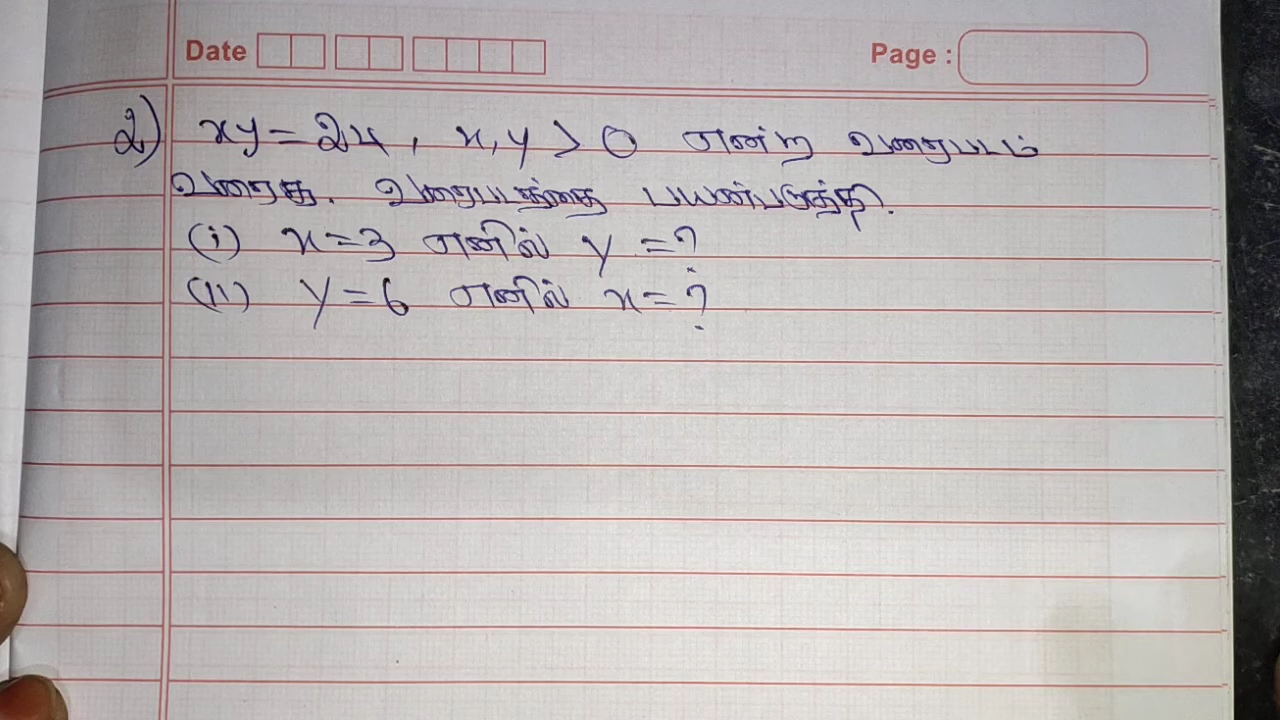 Date Page :
2) xy = 24, x, y > 0 என்ற வரைபடம்
வரைக. வரைபடத்தை பயன்படுத்தி.
(i) x = 3 எனில் y = ?
(ii) y = 6 எனில் x = ?